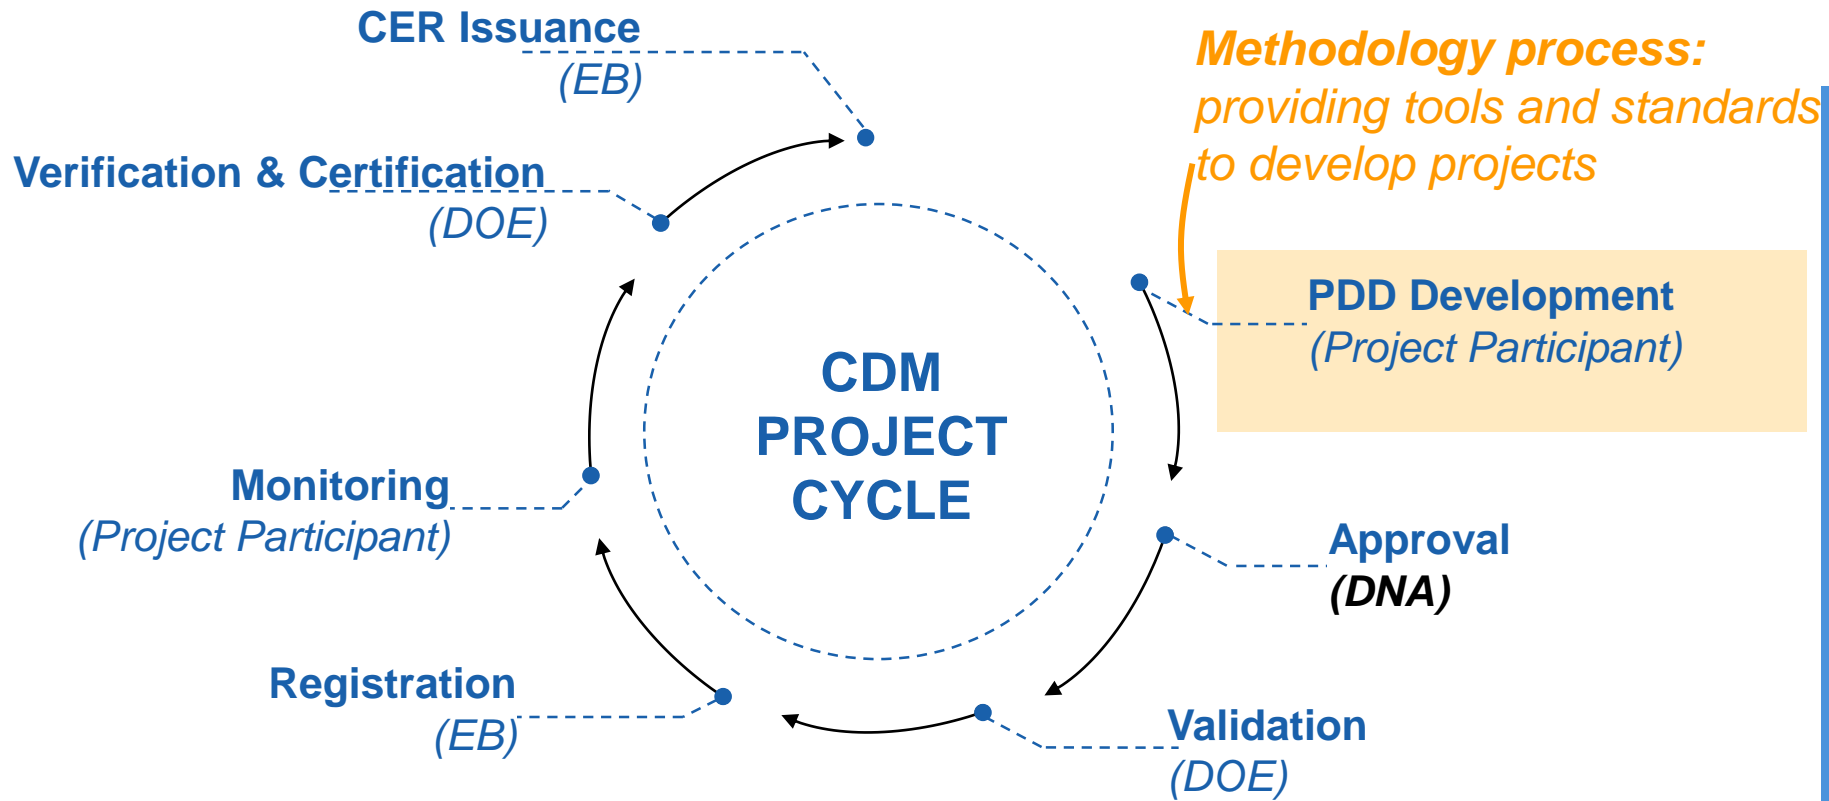 CER Issuance
(EB)
Methodology process:
providing tools and standards
to develop projects
Verification & Certification
(DOE)
PDD Development
(Project Participant)
CDM
PROJECT
CYCLE
Monitoring
(Project Participant)
Approval
(DNA)
Registration
(EB)
Validation
(DOE)